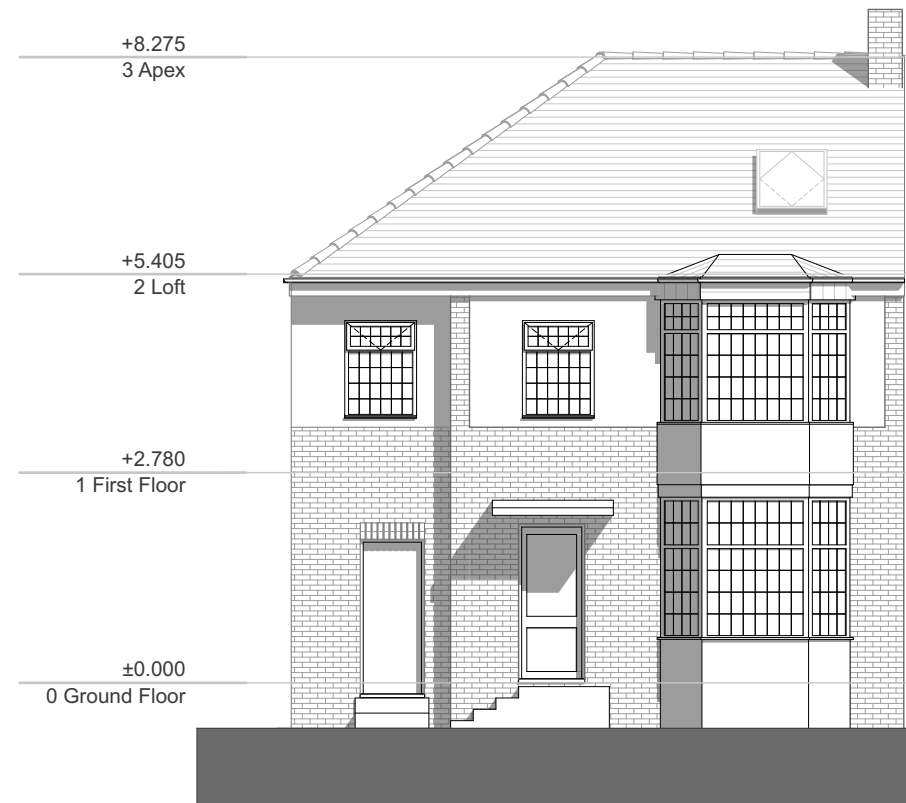 +8.275
3 Apex
+5.405
2 Loft
+2.780
1 First Floor
±0.000
0 Ground Floor